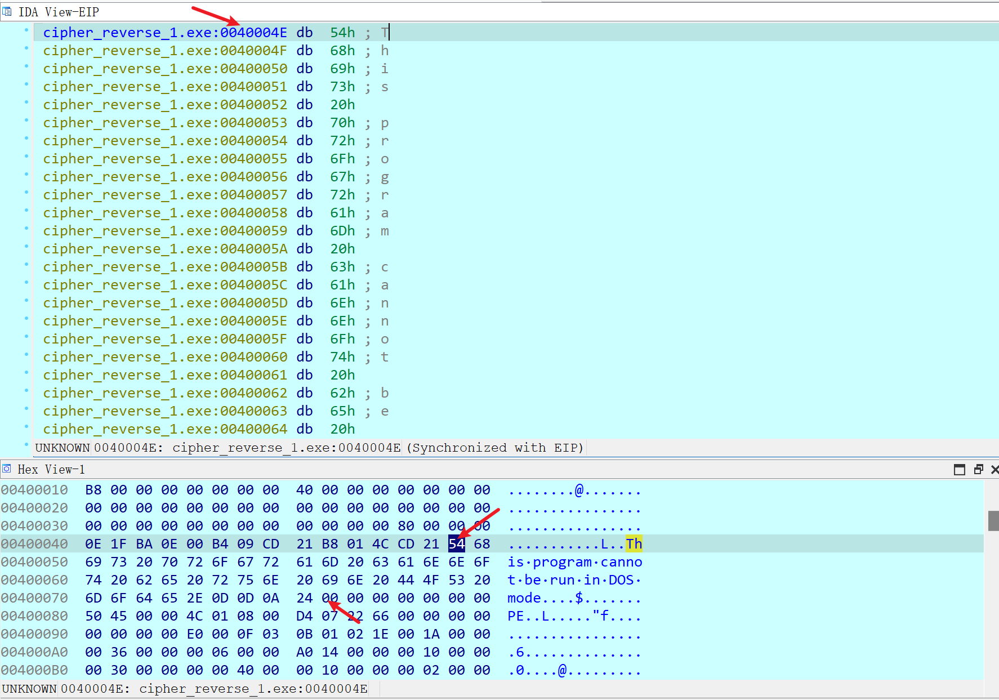 IDA View-EIP
cipher_reverse_1.exe:0040004E db 54h ; T
cipher_reverse_1.exe:0040004F db 68h ; h
cipher_reverse_1.exe:00400050 db 69h ; i
cipher_reverse_1.exe:00400051 db 73h ; s
cipher_reverse_1.exe:00400052 db 20h
cipher_reverse_1.exe:00400053 db 70h ; p
cipher_reverse_1.exe:00400054 db 72h ; r
cipher_reverse_1.exe:00400055 db 6Fh ; o
cipher_reverse_1.exe:00400056 db 67h ; g
cipher_reverse_1.exe:00400057 db 72h ; r
cipher_reverse_1.exe:00400058 db 61h ; a
cipher_reverse_1.exe:00400059 db 6Dh ; m
cipher_reverse_1.exe:0040005A db 20h
cipher_reverse_1.exe:0040005B db 63h ; c
cipher_reverse_1.exe:0040005C db 61h ; a
cipher_reverse_1.exe:0040005D db 6Eh ; n
cipher_reverse_1.exe:0040005E db 6Eh ; n
cipher_reverse_1.exe:0040005F db 6Fh ; o
cipher_reverse_1.exe:00400060 db 74h ; t
cipher_reverse_1.exe:00400061 db 20h
cipher_reverse_1.exe:00400062 db 62h ; b
cipher_reverse_1.exe:00400063 db 65h ; e
cipher_reverse_1.exe:00400064 db 20h
UNKNOWN 0040004E: cipher_reverse_1.exe:0040004E (Synchronized with EIP)
Hex View-1
00400010 B8 00 00 00 00 00 00 00 40 00 00 00 00 00 00 00 ........@.......
00400020 00 00 00 00 00 00 00 00 00 00 00 00 00 00 00 00 ................
00400030 00 00 00 00 00 00 00 00 00 00 00 00 80 00 00 00 ................
00400040 0E 1F BA 0E 00 B4 09 CD 21 B8 01 4C CD 21 54 68 ...........L..Th
00400050 69 73 20 70 72 6F 67 72 61 6D 20 63 61 6E 6E 6F is·program·canno
00400060 74 20 62 65 20 72 75 6E 20 69 6E 20 44 4F 53 20 t·be·run·in·DOS·
00400070 6D 6F 64 65 2E 0D 0D 0A 24 00 00 00 00 00 00 00 mode....$.......
00400080 50 45 00 00 4C 01 08 00 D4 07 22 66 00 00 00 00 PE..L....."f....
00400090 00 00 00 00 E0 00 0F 03 0B 01 02 1E 00 1A 00 00 ................
004000A0 00 36 00 00 00 06 00 00 A0 14 00 00 00 10 00 00 .6..............
004000B0 00 30 00 00 00 00 40 00 00 10 00 00 00 02 00 00 .0....@.........
UNKNOWN 0040004E: cipher_reverse_1.exe:0040004E